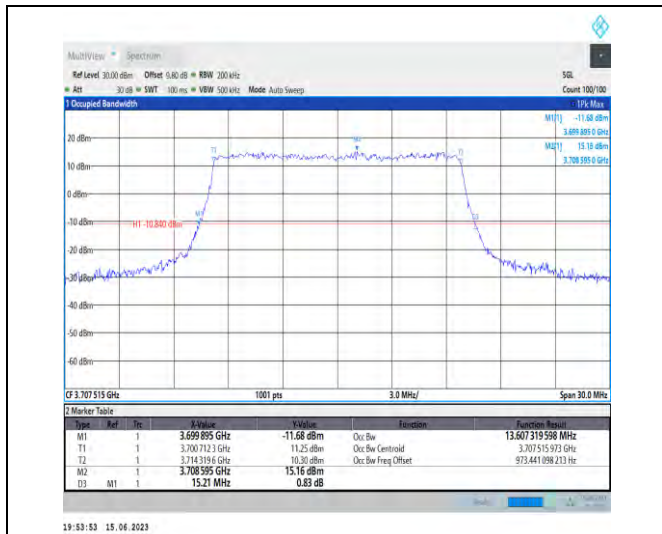 MultiView Spectrum
Ref Level 30.00 dBm Offset 0.80 dB RBW 200 kHz SGL
Att 30 dB SWT 100 ms VBW 500 kHz Mode Auto Sweep Count 100/100
1 Occupied Bandwidth 1Pk Max
M1[1] -11.68 dBm
3.699 895 0 GHz
M2[1] 15.16 dBm
3.708 595 0 GHz
20 dBm
M2
T1
10 dBm
0 dBm
M1
-10 dBm
H1 -10.840 dBm
-20 dBm
-30 dBm
-40 dBm
-50 dBm
-60 dBm
CF 3.707 515 GHz 1001 pts 3.0 MHz/ Span 30.0 MHz
2 Marker Table
Type Ref Trc X-Value Y-Value Function Function Result
M1 1 3.699 895 GHz -11.68 dBm Occ Bw 13.607 319 598 MHz
T1 1 3.700 712 3 GHz 11.25 dBm Occ Bw Centroid 3.707 515 973 GHz
T2 1 3.714 319 6 GHz 10.30 dBm Occ Bw Freq Offset 973.441 098 213 Hz
M2 1 3.708 595 GHz 15.16 dBm
D3 M1 1 15.21 MHz 0.83 dB
19:53:53 15.06.2023